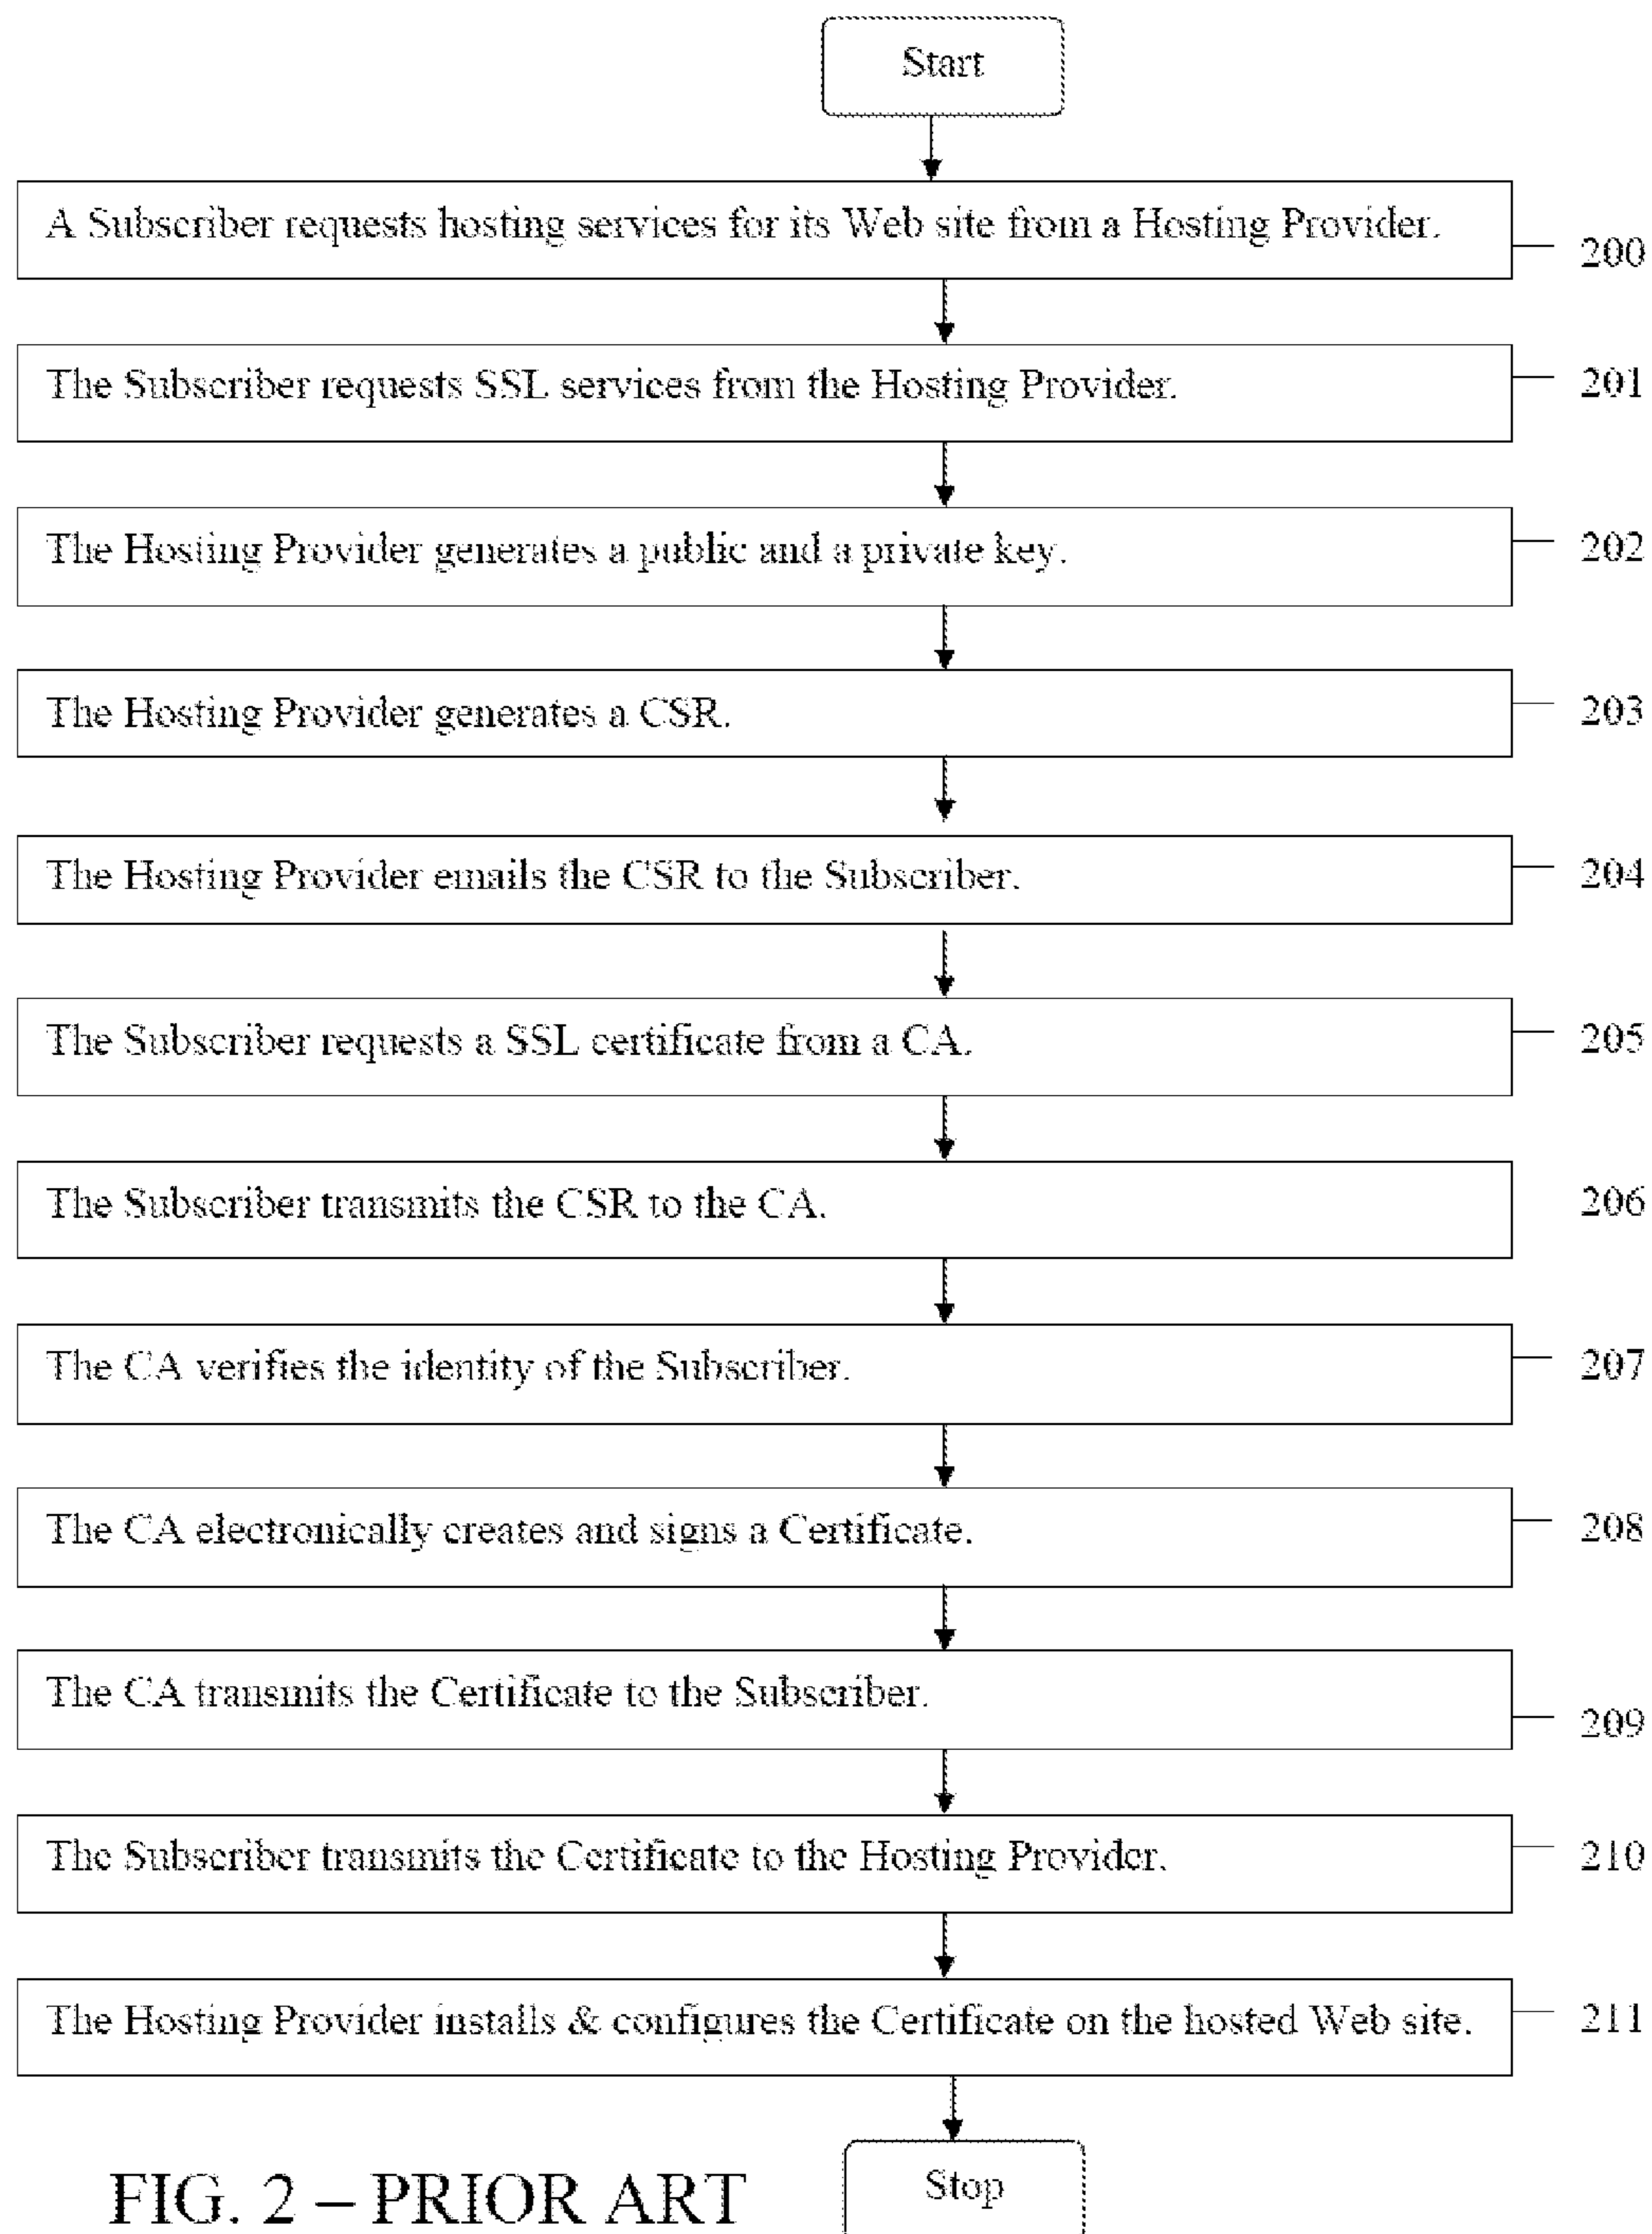 Start
A Subscriber requests hosting services for its Web site from a Hosting Provider.
200
The Subscriber requests SSL services from the Hosting Provider.
201
The Hosting Provider generates a public and a private key.
202
The Hosting Provider generates a CSR.
203
The Hosting Provider emails the CSR to the Subscriber.
204
The Subscriber requests a SSL certificate from a CA.
205
The Subscriber transmits the CSR to the CA.
206
The CA verifies the identity of the Subscriber.
207
The CA electronically creates and signs a Certificate.
208
The CA transmits the Certificate to the Subscriber.
209
The Subscriber transmits the Certificate to the Hosting Provider.
210
The Hosting Provider installs & configures the Certificate on the hosted Web site.
211
Stop
FIG. 2 – PRIOR ART